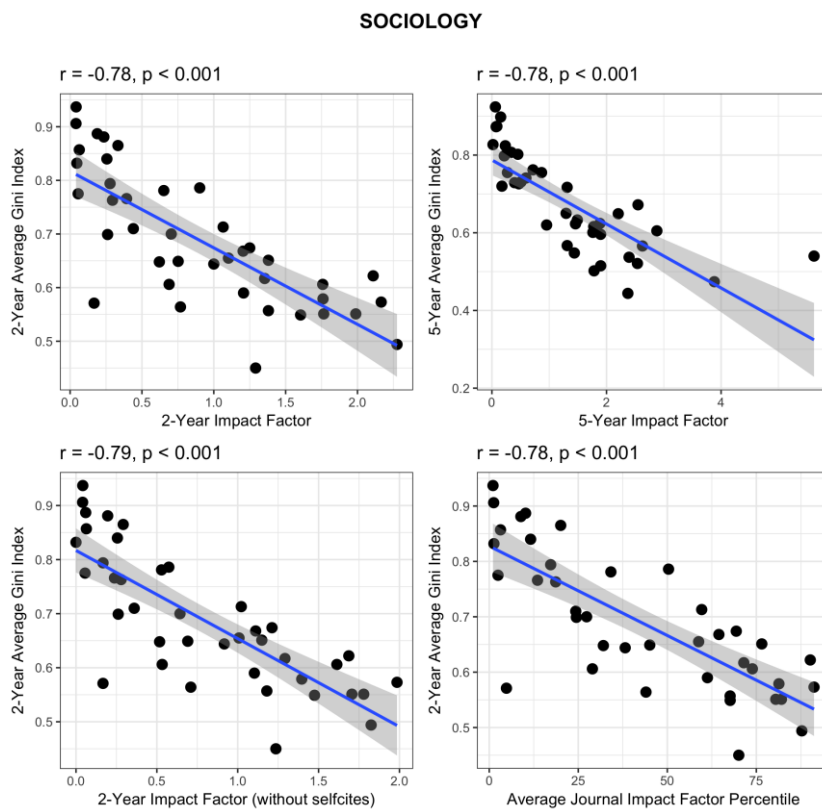 SOCIOLOGY
r = -0.78, p < 0.001
2-Year Average Gini Index
0.9
0.8
0.7
0.6
0.5
0.0 0.5 1.0 1.5 2.0
2-Year Impact Factor
r = -0.78, p < 0.001
5-Year Average Gini Index
0.8
0.6
0.4
0.2
0 2 4
5-Year Impact Factor
r = -0.79, p < 0.001
2-Year Average Gini Index
0.9
0.8
0.7
0.6
0.5
0.0 0.5 1.0 1.5 2.0
2-Year Impact Factor (without selfcites)
r = -0.78, p < 0.001
2-Year Average Gini Index
0.9
0.8
0.7
0.6
0.5
0 25 50 75
Average Journal Impact Factor Percentile